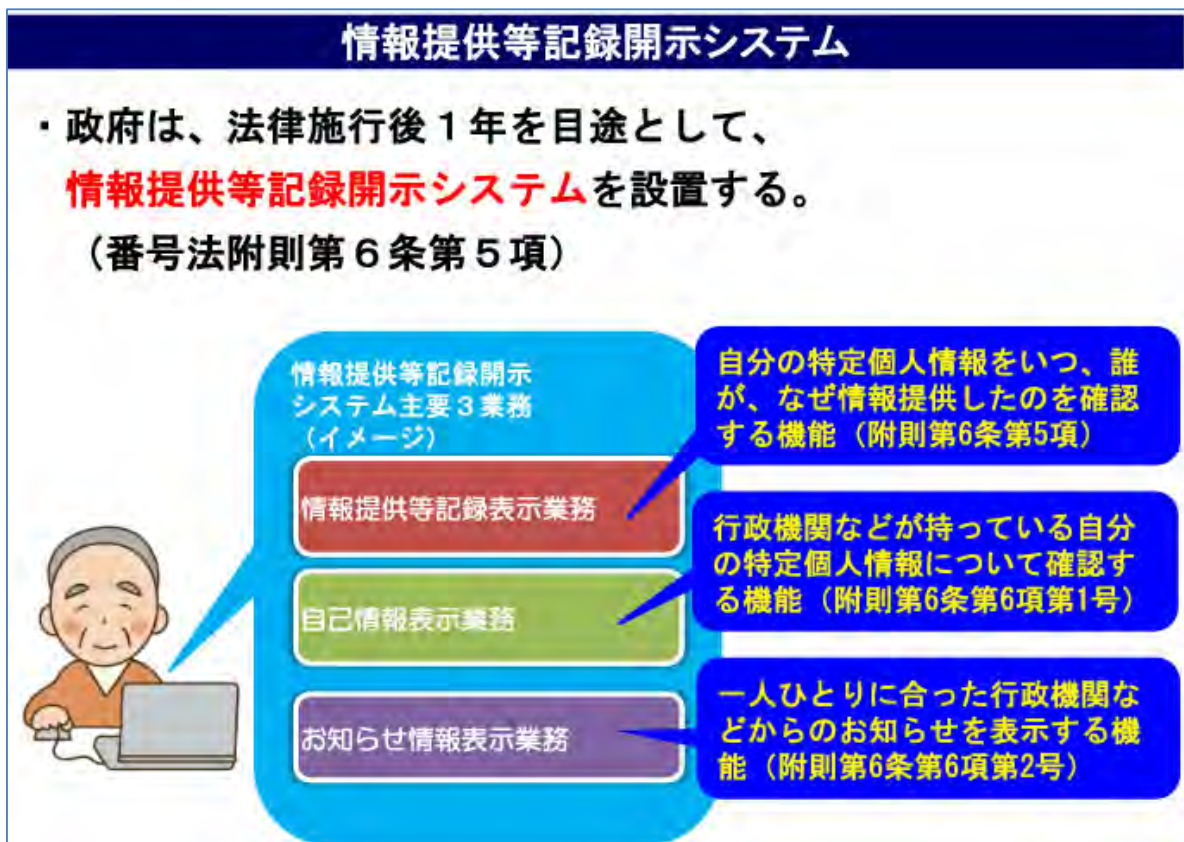 情報提供等記録開示システム
・政府は、法律施行後１年を目途として、
情報提供等記録開示システムを設置する。
（番号法附則第６条第５項）
情報提供等記録開示
システム主要３業務
（イメージ）
情報提供等記録表示業務
自己情報表示業務
お知らせ情報表示業務
自分の特定個人情報をいつ、誰
が、なぜ情報提供したのを確認
する機能（附則第6条第5項）
行政機関などが持っている自分
の特定個人情報について確認す
る機能（附則第6条第6項第1号）
一人ひとりに合った行政機関な
どからのお知らせを表示する機
能（附則第6条第6項第2号）